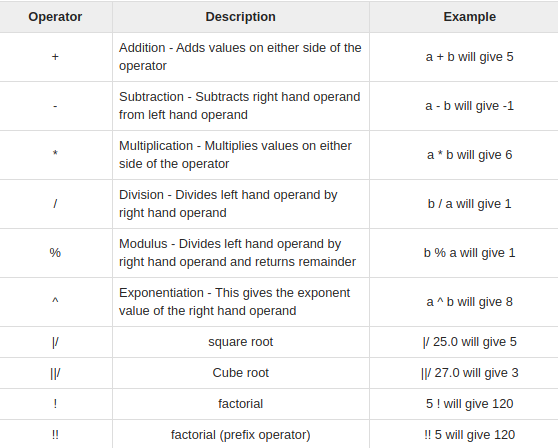 Operator Description Example
+ Addition - Adds values on either side of the
operator a + b will give 5
- Subtraction - Subtracts right hand operand
from left hand operand a - b will give -1
* Multiplication - Multiplies values on either
side of the operator a * b will give 6
/ Division - Divides left hand operand by
right hand operand b / a will give 1
% Modulus - Divides left hand operand by
right hand operand and returns remainder b % a will give 1
^ Exponentiation - This gives the exponent
value of the right hand operand a ^ b will give 8
|/ square root |/ 25.0 will give 5
||/ Cube root ||/ 27.0 will give 3
! factorial 5 ! will give 120
!! factorial (prefix operator) !! 5 will give 120